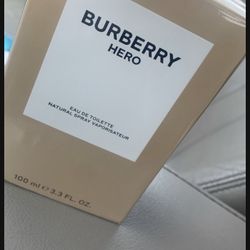 BURBERRY
HERO
EAU DE TOILETTE
NATURAL SPRAY VAPORISATEUR
100 ml e 3.3 FL. OZ.